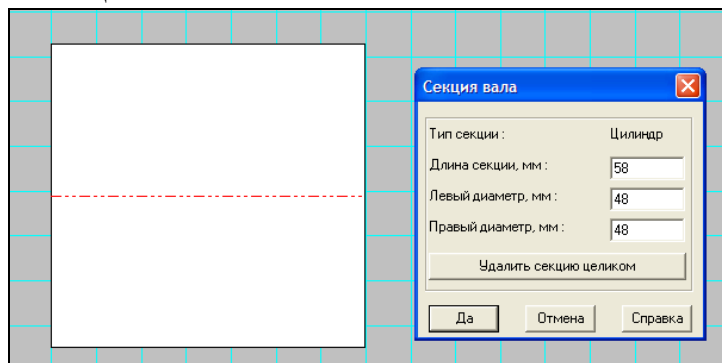 Секция вала
Тип секции : Цилиндр
Длина секции, мм : 58
Левый диаметр, мм : 48
Правый диаметр, мм : 48
Удалить секцию целиком
Да Отмена Справка